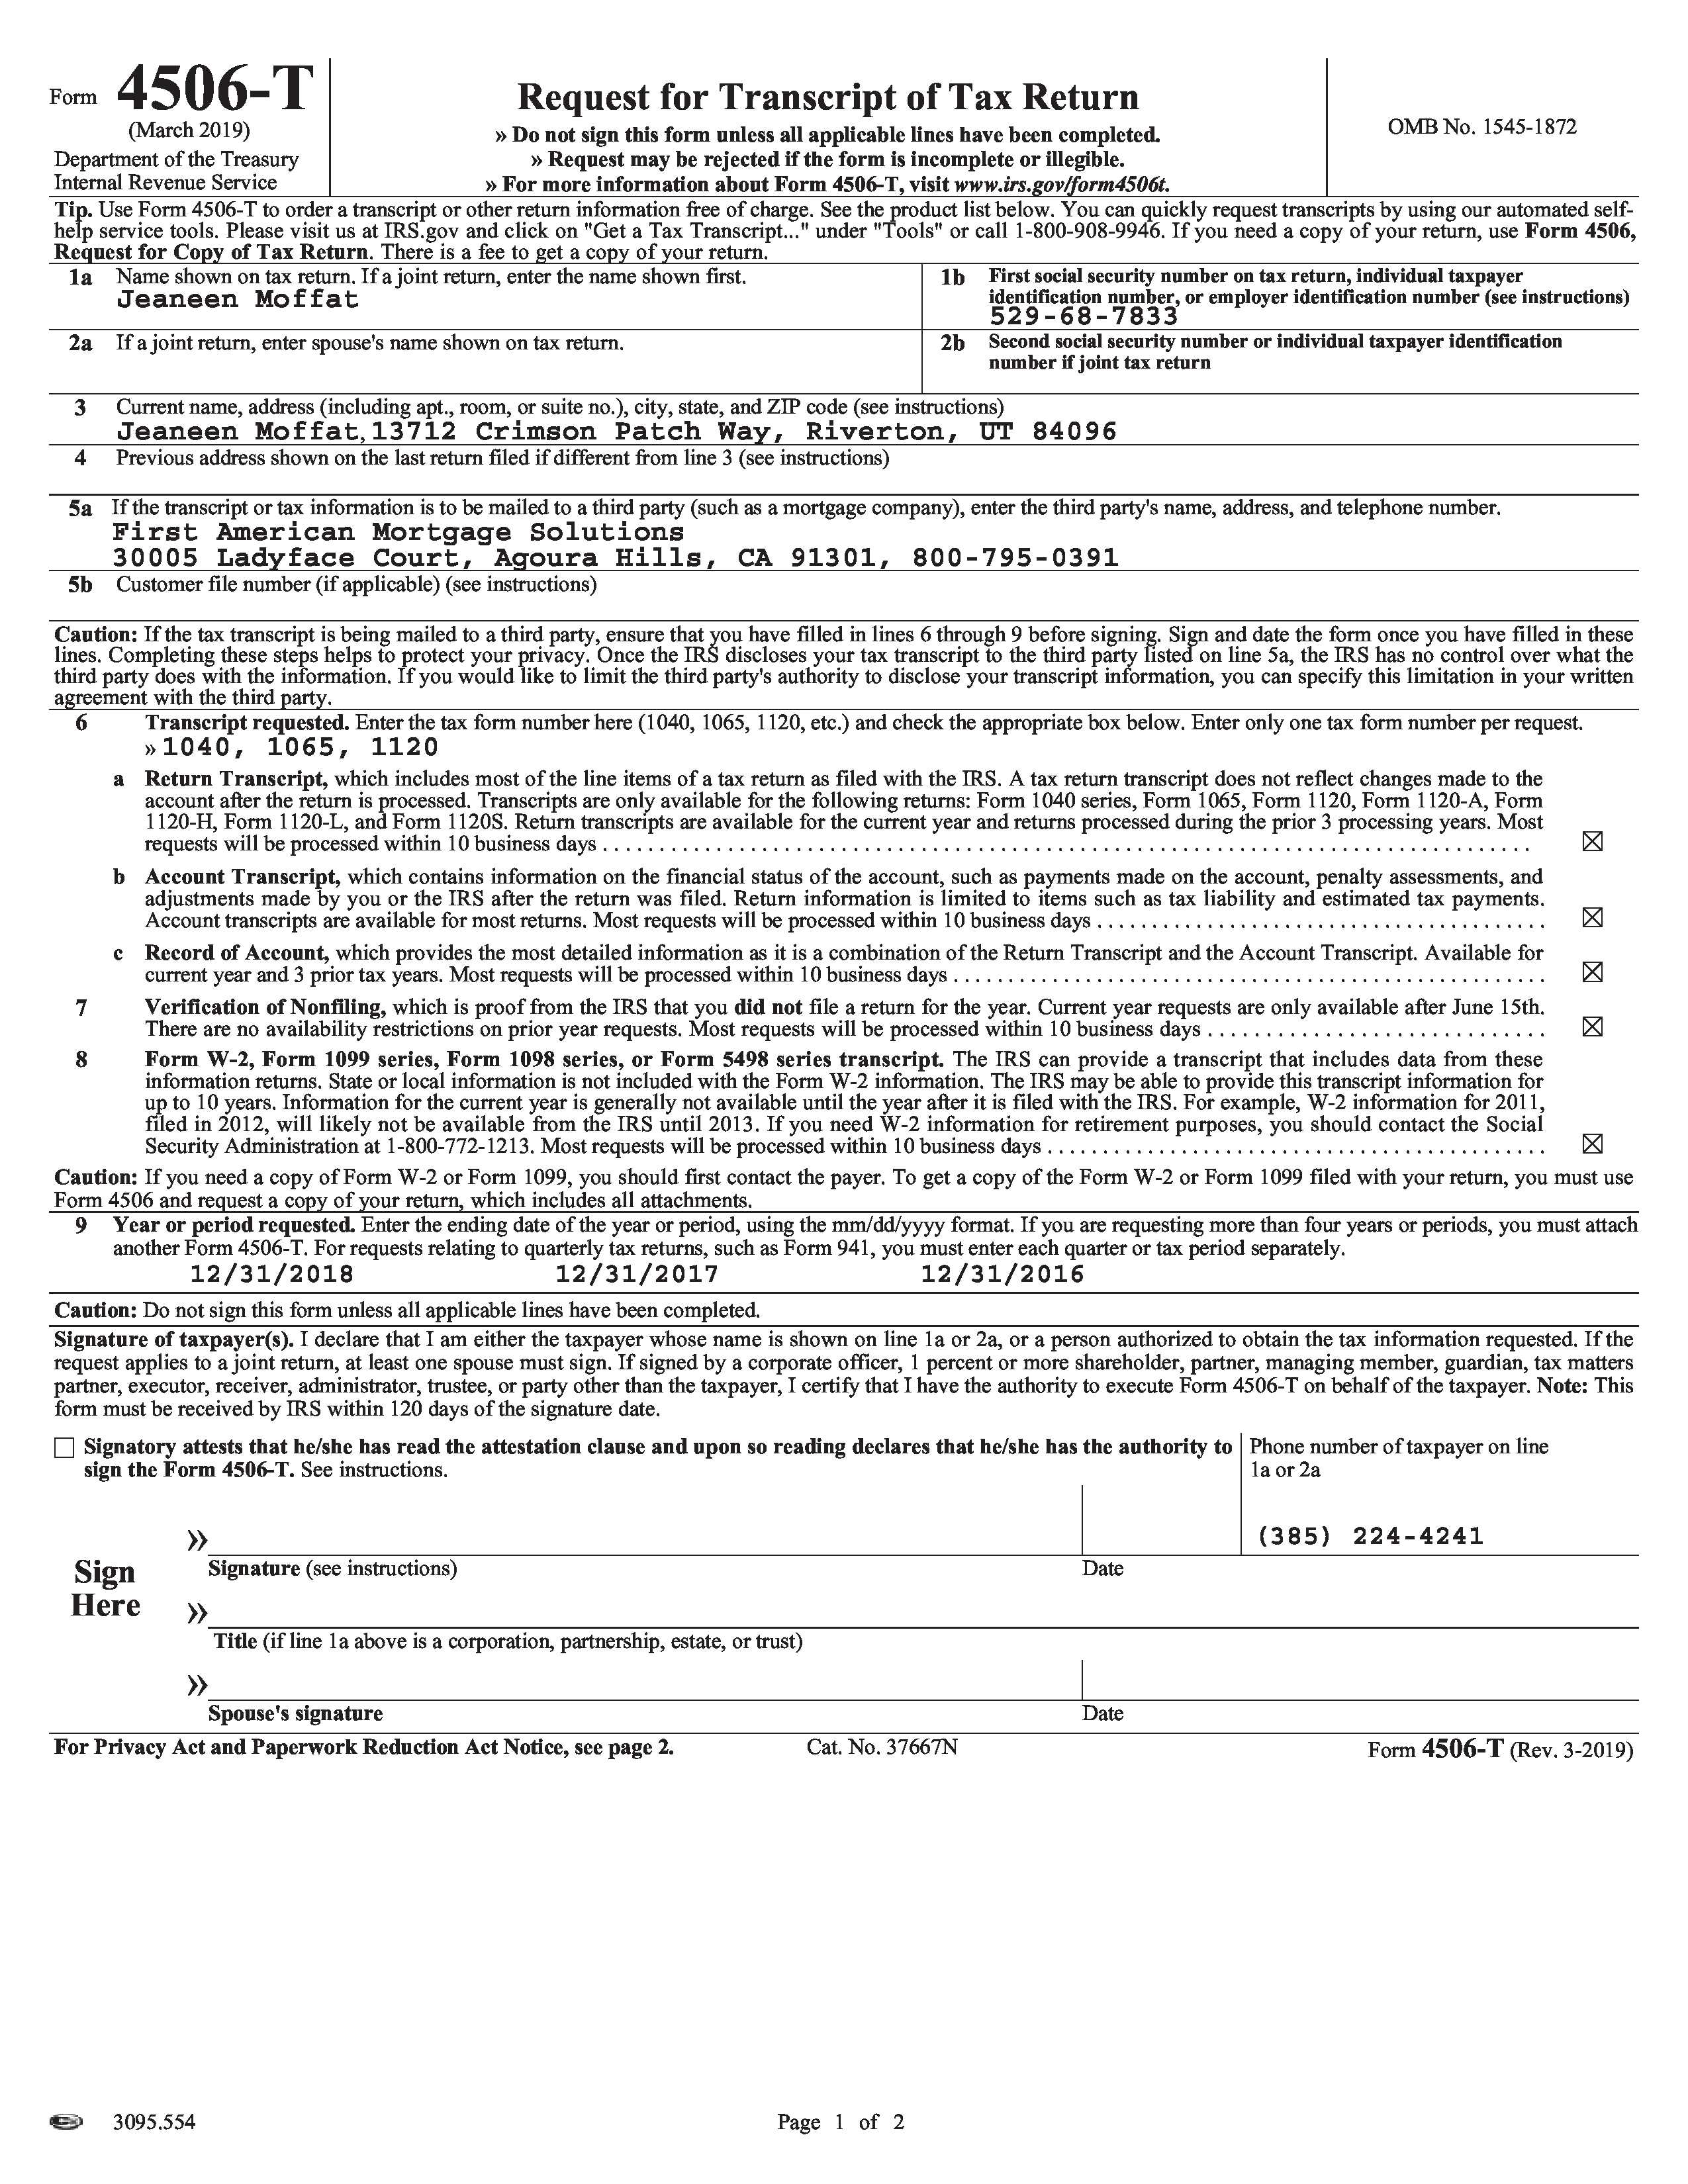 Form 4506-T
(March 2019)
Department of the Treasury
Internal Revenue Service
Request for Transcript of Tax Return
» Do not sign this form unless all applicable lines have been completed.
» Request may be rejected if the form is incomplete or illegible.
» For more information about Form 4506-T, visit www.irs.gov/form4506t.
OMB No. 1545-1872
Tip. Use Form 4506-T to order a transcript or other return information free of charge. See the product list below. You can quickly request transcripts by using our automated self-
help service tools. Please visit us at IRS.gov and click on "Get a Tax Transcript..." under "Tools" or call 1-800-908-9946. If you need a copy of your return, use Form 4506,
Request for Copy of Tax Return. There is a fee to get a copy of your return.
1a Name shown on tax return. If a joint return, enter the name shown first.
Jeaneen Moffat
1b First social security number on tax return, individual taxpayer
identification number, or employer identification number (see instructions)
529-68-7833
2a If a joint return, enter spouse's name shown on tax return.
2b Second social security number or individual taxpayer identification
number if joint tax return
3 Current name, address (including apt., room, or suite no.), city, state, and ZIP code (see instructions)
Jeaneen Moffat, 13712 Crimson Patch Way, Riverton, UT 84096
4 Previous address shown on the last return filed if different from line 3 (see instructions)
5a If the transcript or tax information is to be mailed to a third party (such as a mortgage company), enter the third party's name, address, and telephone number.
First American Mortgage Solutions
30005 Ladyface Court, Agoura Hills, CA 91301, 800-795-0391
5b Customer file number (if applicable) (see instructions)
Caution: If the tax transcript is being mailed to a third party, ensure that you have filled in lines 6 through 9 before signing. Sign and date the form once you have filled in these
lines. Completing these steps helps to protect your privacy. Once the IRS discloses your tax transcript to the third party listed on line 5a, the IRS has no control over what the
third party does with the information. If you would like to limit the third party's authority to disclose your transcript information, you can specify this limitation in your written
agreement with the third party.
6 Transcript requested. Enter the tax form number here (1040, 1065, 1120, etc.) and check the appropriate box below. Enter only one tax form number per request.
» 1040, 1065, 1120
a Return Transcript, which includes most of the line items of a tax return as filed with the IRS. A tax return transcript does not reflect changes made to the
account after the return is processed. Transcripts are only available for the following returns: Form 1040 series, Form 1065, Form 1120, Form 1120-A, Form
1120-H, Form 1120-L, and Form 1120S. Return transcripts are available for the current year and returns processed during the prior 3 processing years. Most
requests will be processed within 10 business days . . . . . . . . . . ☒
b Account Transcript, which contains information on the financial status of the account, such as payments made on the account, penalty assessments, and
adjustments made by you or the IRS after the return was filed. Return information is limited to items such as tax liability and estimated tax payments.
Account transcripts are available for most returns. Most requests will be processed within 10 business days . . . . . . . . . . ☒
c Record of Account, which provides the most detailed information as it is a combination of the Return Transcript and the Account Transcript. Available for
current year and 3 prior tax years. Most requests will be processed within 10 business days . . . . . . . . . . ☒
7 Verification of Nonfiling, which is proof from the IRS that you did not file a return for the year. Current year requests are only available after June 15th.
There are no availability restrictions on prior year requests. Most requests will be processed within 10 business days . . . . . . . . . . ☒
8 Form W-2, Form 1099 series, Form 1098 series, or Form 5498 series transcript. The IRS can provide a transcript that includes data from these
information returns. State or local information is not included with the Form W-2 information. The IRS may be able to provide this transcript information for
up to 10 years. Information for the current year is generally not available until the year after it is filed with the IRS. For example, W-2 information for 2011,
filed in 2012, will likely not be available from the IRS until 2013. If you need W-2 information for retirement purposes, you should contact the Social
Security Administration at 1-800-772-1213. Most requests will be processed within 10 business days . . . . . . . . . . ☒
Caution: If you need a copy of Form W-2 or Form 1099, you should first contact the payer. To get a copy of the Form W-2 or Form 1099 filed with your return, you must use
Form 4506 and request a copy of your return, which includes all attachments.
9 Year or period requested. Enter the ending date of the year or period, using the mm/dd/yyyy format. If you are requesting more than four years or periods, you must attach
another Form 4506-T. For requests relating to quarterly tax returns, such as Form 941, you must enter each quarter or tax period separately.
12/31/2018 12/31/2017 12/31/2016
Caution: Do not sign this form unless all applicable lines have been completed.
Signature of taxpayer(s). I declare that I am either the taxpayer whose name is shown on line 1a or 2a, or a person authorized to obtain the tax information requested. If the
request applies to a joint return, at least one spouse must sign. If signed by a corporate officer, 1 percent or more shareholder, partner, managing member, guardian, tax matters
partner, executor, receiver, administrator, trustee, or party other than the taxpayer, I certify that I have the authority to execute Form 4506-T on behalf of the taxpayer. Note: This
form must be received by IRS within 120 days of the signature date.
☐ Signatory attests that he/she has read the attestation clause and upon so reading declares that he/she has the authority to
sign the Form 4506-T. See instructions.
Phone number of taxpayer on line
1a or 2a
(385) 224-4241
Sign
Here
»
Signature (see instructions) Date
»
Title (if line 1a above is a corporation, partnership, estate, or trust)
»
Spouse's signature Date
For Privacy Act and Paperwork Reduction Act Notice, see page 2. Cat. No. 37667N Form 4506-T (Rev. 3-2019)
3095.554 Page 1 of 2